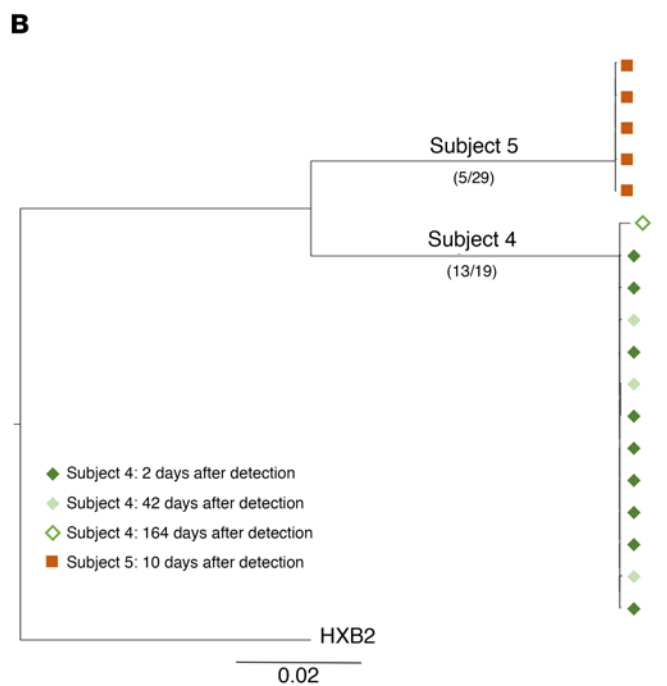 B
Subject 5
(5/29)
Subject 4
(13/19)
Subject 4: 2 days after detection
Subject 4: 42 days after detection
Subject 4: 164 days after detection
Subject 5: 10 days after detection
HXB2
0.02